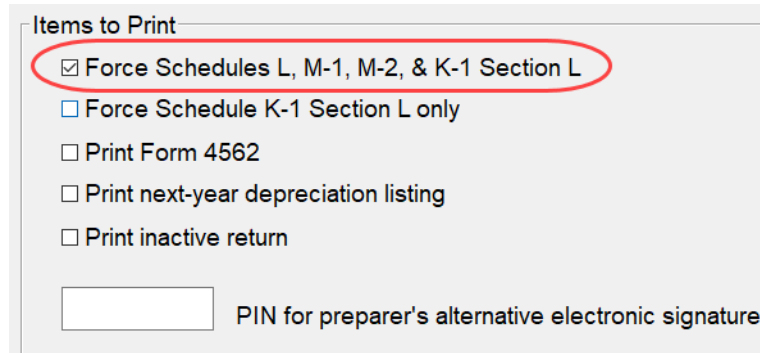 Items to Print
Force Schedules L, M-1, M-2, & K-1 Section L
Force Schedule K-1 Section L only
Print Form 4562
Print next-year depreciation listing
Print inactive return
PIN for preparer's alternative electronic signature